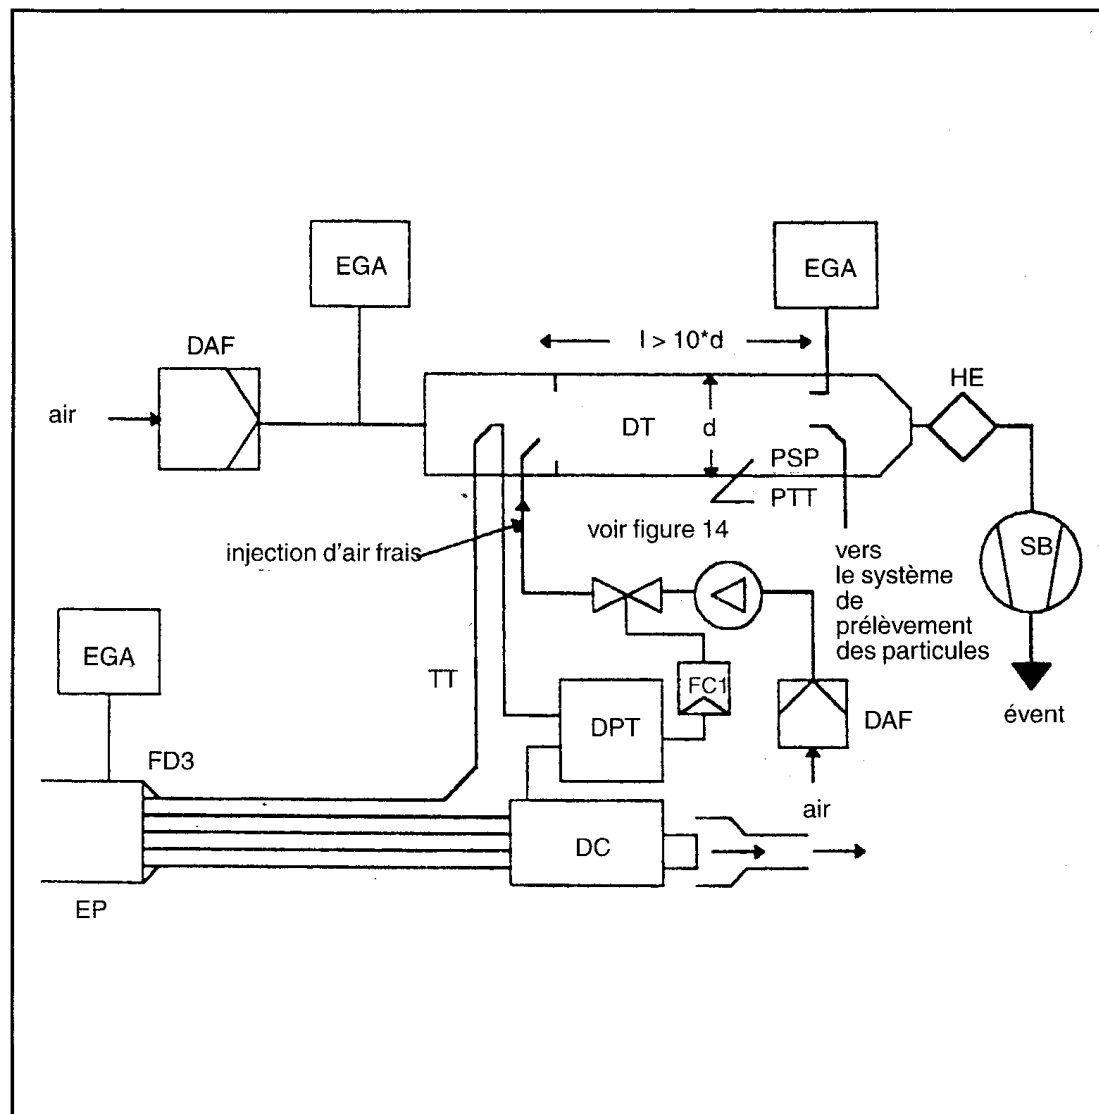 EGA
EGA
DAF
l > 10*d
HE
air
DT
d
PSP
PTT
voir figure 14
injection d'air frais
SB
vers
le système
de
prélèvement
des particules
EGA
TT
FC1
DPT
DAF
évent
FD3
air
DC
EP